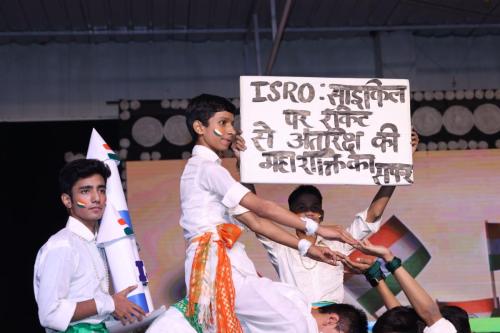 ISRO : साइकिल
पर रॉकेट
से अंतरिक्ष की
महाशक्ति का सफर